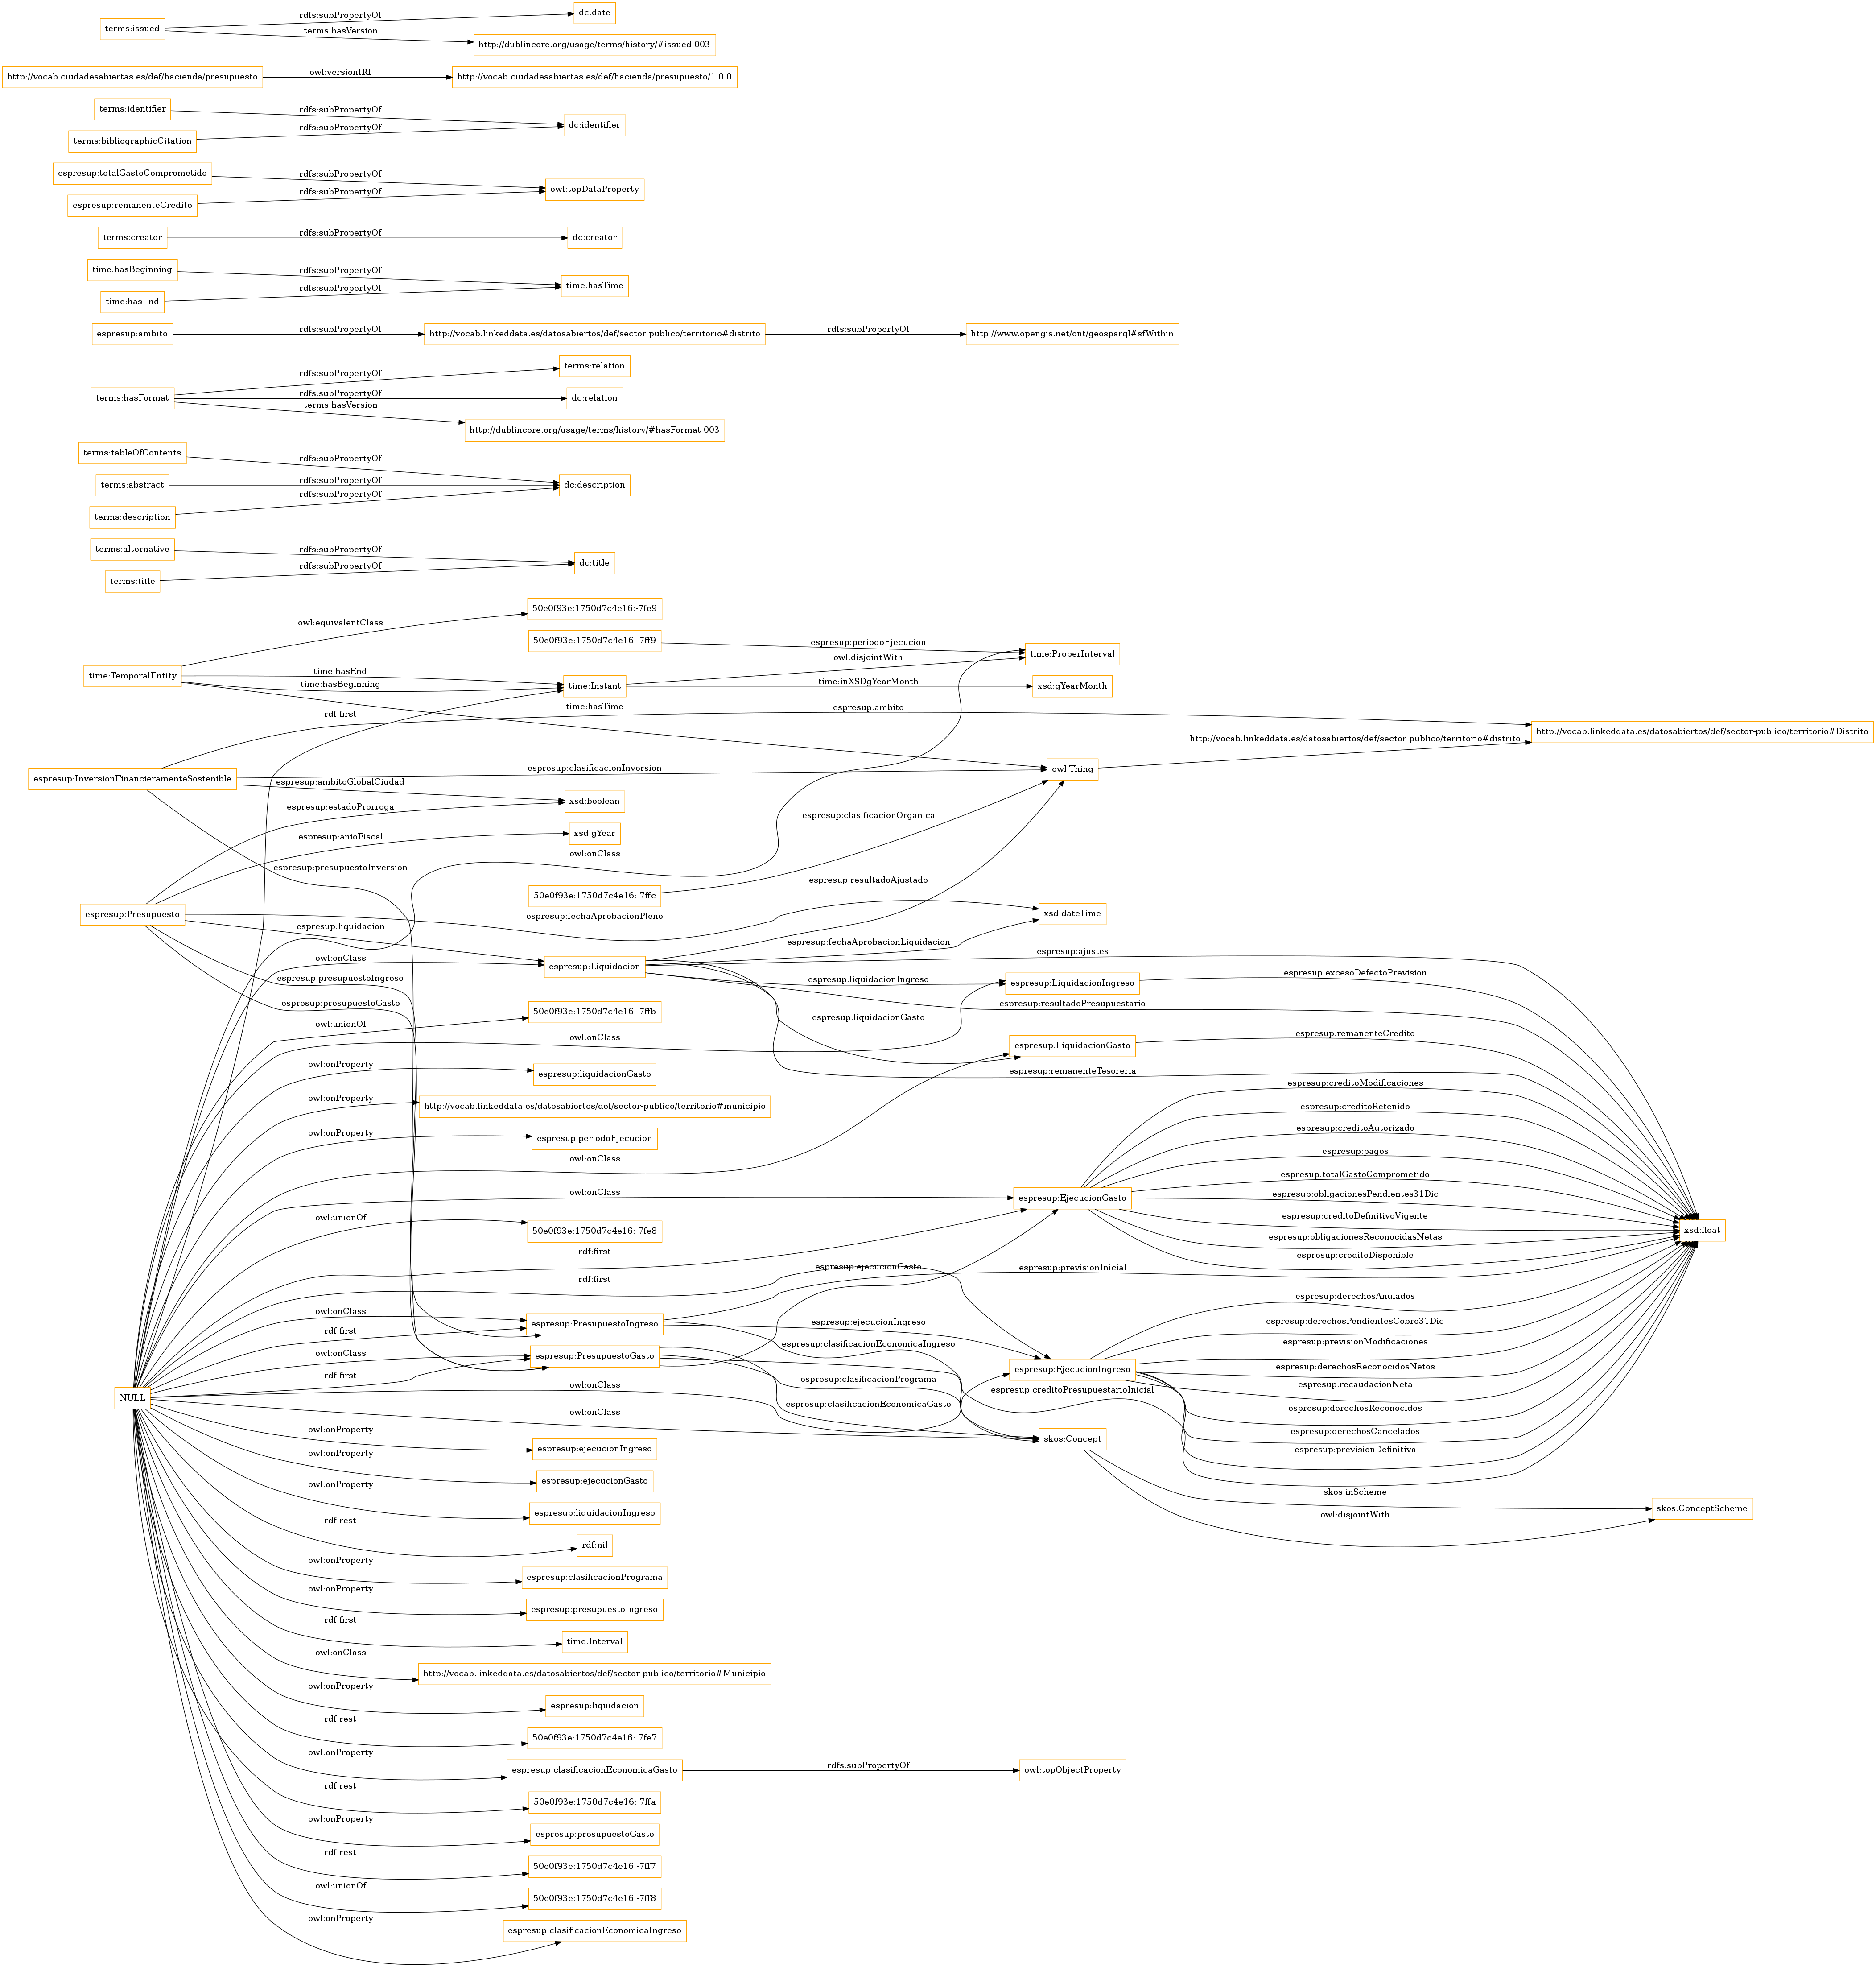 dc:date
rdfs:subPropertyOf
terms:issued
terms:hasVersion
http://dublincore.org/usage/terms/history/#issued-003
http://vocab.ciudadesabiertas.es/def/hacienda/presupuesto
owl:versionIRI
http://vocab.ciudadesabiertas.es/def/hacienda/presupuesto/1.0.0
terms:identifier
rdfs:subPropertyOf
dc:identifier
terms:bibliographicCitation
rdfs:subPropertyOf
espresup:totalGastoComprometido
rdfs:subPropertyOf
owl:topDataProperty
espresup:remanenteCredito
rdfs:subPropertyOf
terms:creator
rdfs:subPropertyOf
dc:creator
time:hasBeginning
rdfs:subPropertyOf
time:hasTime
time:hasEnd
rdfs:subPropertyOf
espresup:ambito
rdfs:subPropertyOf
http://vocab.linkeddata.es/datosabiertos/def/sector-publico/territorio#distrito
rdfs:subPropertyOf
http://www.opengis.net/ont/geosparql#sfWithin
terms:relation
rdfs:subPropertyOf
terms:hasFormat
rdfs:subPropertyOf
dc:relation
terms:hasVersion
http://dublincore.org/usage/terms/history/#hasFormat-003
terms:tableOfContents
rdfs:subPropertyOf
terms:abstract
rdfs:subPropertyOf
dc:description
rdfs:subPropertyOf
terms:description
terms:alternative
rdfs:subPropertyOf
dc:title
terms:title
rdfs:subPropertyOf
50e0f93e:1750d7c4e16:-7fe9
owl:equivalentClass
50e0f93e:1750d7c4e16:-7ff9
espresup:periodoEjecucion
time:ProperInterval
owl:disjointWith
time:TemporalEntity
time:hasEnd
time:hasBeginning
time:Instant
time:inXSDgYearMonth
xsd:gYearMonth
time:hasTime
rdf:first
espresup:ambito
http://vocab.linkeddata.es/datosabiertos/def/sector-publico/territorio#Distrito
http://vocab.linkeddata.es/datosabiertos/def/sector-publico/territorio#distrito
espresup:InversionFinancieramenteSostenible
espresup:clasificacionInversion
owl:Thing
espresup:ambitoGlobalCiudad
xsd:boolean
espresup:estadoProrroga
espresup:clasificacionOrganica
xsd:gYear
espresup:anioFiscal
owl:onClass
espresup:presupuestoInversion
espresup:resultadoAjustado
50e0f93e:1750d7c4e16:-7ffc
espresup:Presupuesto
espresup:fechaAprobacionPleno
xsd:dateTime
espresup:liquidacion
espresup:fechaAprobacionLiquidacion
owl:onClass
espresup:Liquidacion
espresup:ajustes
espresup:presupuestoIngreso
espresup:liquidacionIngreso
espresup:LiquidacionIngreso
espresup:excesoDefectoPrevision
espresup:presupuestoGasto
espresup:resultadoPresupuestario
50e0f93e:1750d7c4e16:-7ffb
owl:unionOf
espresup:liquidacionGasto
owl:onClass
espresup:LiquidacionGasto
espresup:remanenteCredito
owl:onProperty
espresup:liquidacionGasto
espresup:remanenteTesoreria
owl:onProperty
http://vocab.linkeddata.es/datosabiertos/def/sector-publico/territorio#municipio
espresup:creditoModificaciones
espresup:creditoRetenido
owl:onProperty
espresup:periodoEjecucion
espresup:creditoAutorizado
owl:onClass
espresup:pagos
espresup:totalGastoComprometido
owl:onClass
espresup:EjecucionGasto
espresup:obligacionesPendientes31Dic
owl:unionOf
50e0f93e:1750d7c4e16:-7fe8
espresup:creditoDefinitivoVigente
xsd:float
espresup:obligacionesReconocidasNetas
rdf:first
espresup:creditoDisponible
espresup:ejecucionGasto
espresup:previsionInicial
rdf:first
espresup:derechosAnulados
owl:onClass
espresup:PresupuestoIngreso
espresup:ejecucionIngreso
espresup:derechosPendientesCobro31Dic
rdf:first
espresup:clasificacionEconomicaIngreso
espresup:previsionModificaciones
owl:onClass
espresup:PresupuestoGasto
espresup:EjecucionIngreso
espresup:derechosReconocidosNetos
rdf:first
espresup:clasificacionPrograma
espresup:recaudacionNeta
owl:onClass
espresup:creditoPresupuestarioInicial
NULL
espresup:clasificacionEconomicaGasto
espresup:derechosReconocidos
owl:onClass
espresup:derechosCancelados
owl:onProperty
espresup:ejecucionIngreso
skos:Concept
espresup:previsionDefinitiva
owl:onProperty
espresup:ejecucionGasto
owl:onProperty
espresup:liquidacionIngreso
skos:inScheme
skos:ConceptScheme
owl:disjointWith
rdf:rest
rdf:nil
owl:onProperty
espresup:clasificacionPrograma
owl:onProperty
espresup:presupuestoIngreso
rdf:first
time:Interval
owl:onClass
http://vocab.linkeddata.es/datosabiertos/def/sector-publico/territorio#Municipio
owl:onProperty
espresup:liquidacion
rdf:rest
50e0f93e:1750d7c4e16:-7fe7
owl:onProperty
espresup:clasificacionEconomicaGasto
rdfs:subPropertyOf
owl:topObjectProperty
rdf:rest
50e0f93e:1750d7c4e16:-7ffa
owl:onProperty
espresup:presupuestoGasto
rdf:rest
50e0f93e:1750d7c4e16:-7ff7
owl:unionOf
50e0f93e:1750d7c4e16:-7ff8
owl:onProperty
espresup:clasificacionEconomicaIngreso